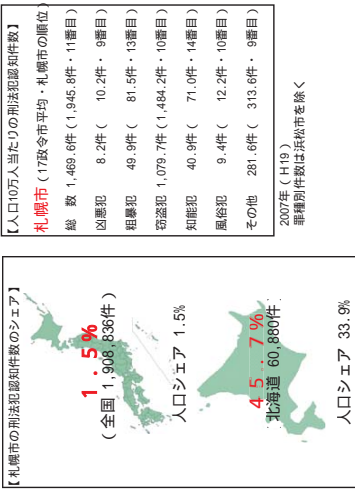 【人口10万人当たりの刑法犯認知件数】
札幌市（17政令市平均・札幌市の順位）
総　数 1,469.6件（1,945.8件・11番目）
凶悪犯　8.2件（　10.2件・ 9番目）
粗暴犯　49.9件（　81.5件・13番目）
窃盗犯 1,079.7件（1,484.2件・10番目）
知能犯　40.9件（　71.0件・14番目）
風俗犯　9.4件（　12.2件・10番目）
その他　281.6件（　313.6件・ 9番目）
2007年（H19）
罪種別件数は浜松市を除く
【札幌市の刑法犯認知件数のシェア】
1.5%
（全国 1,908,836件）
人口シェア 1.5%
45.7%
北海道 60,880件
人口シェア 33.9%